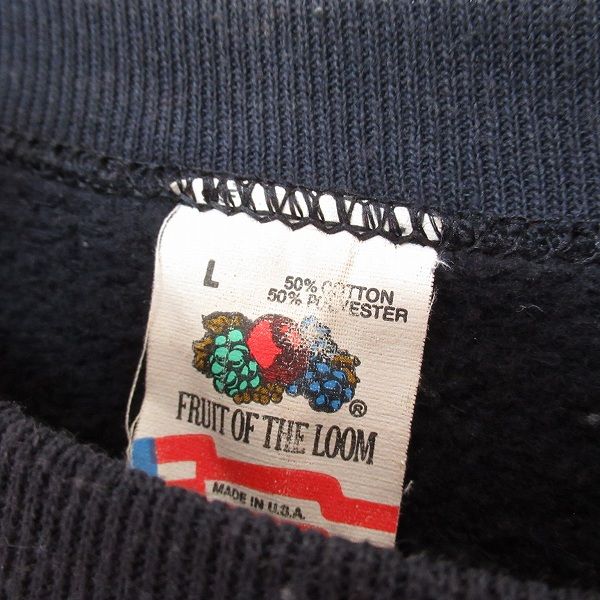 L
50% COTTON
50% POLYESTER
®
FRUIT OF THE LOOM
MADE IN U.S.A.